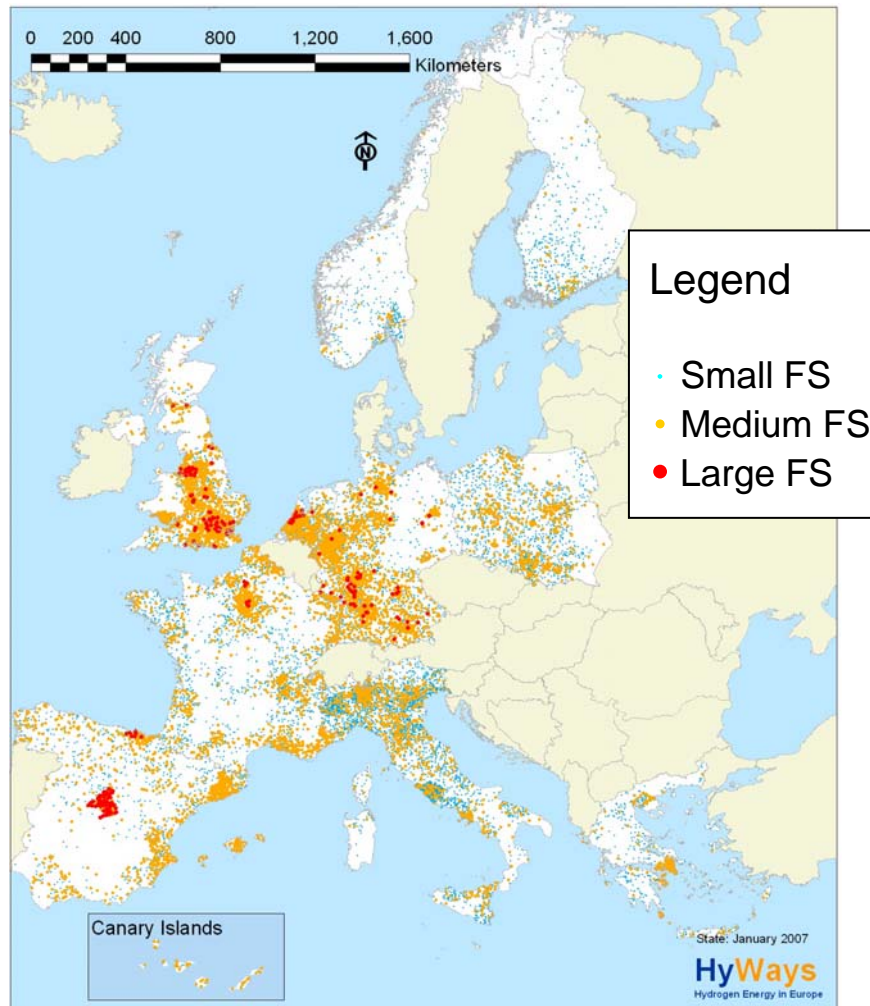 0 200 400 800 1,200 1,600
Kilometers
N
Legend
Small FS
Medium FS
Large FS
Canary Islands
State: January 2007
HyWays
Hydrogen Energy in Europe